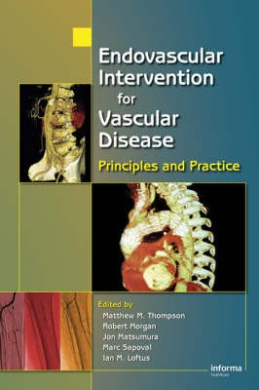 Endovascular
Intervention
for
Vascular
Disease
Principles and Practice
Edited by
Matthew M. Thompson
Robert Morgan
Jon Matsumura
Marc Sapoval
Ian M. Loftus
informa
healthcare